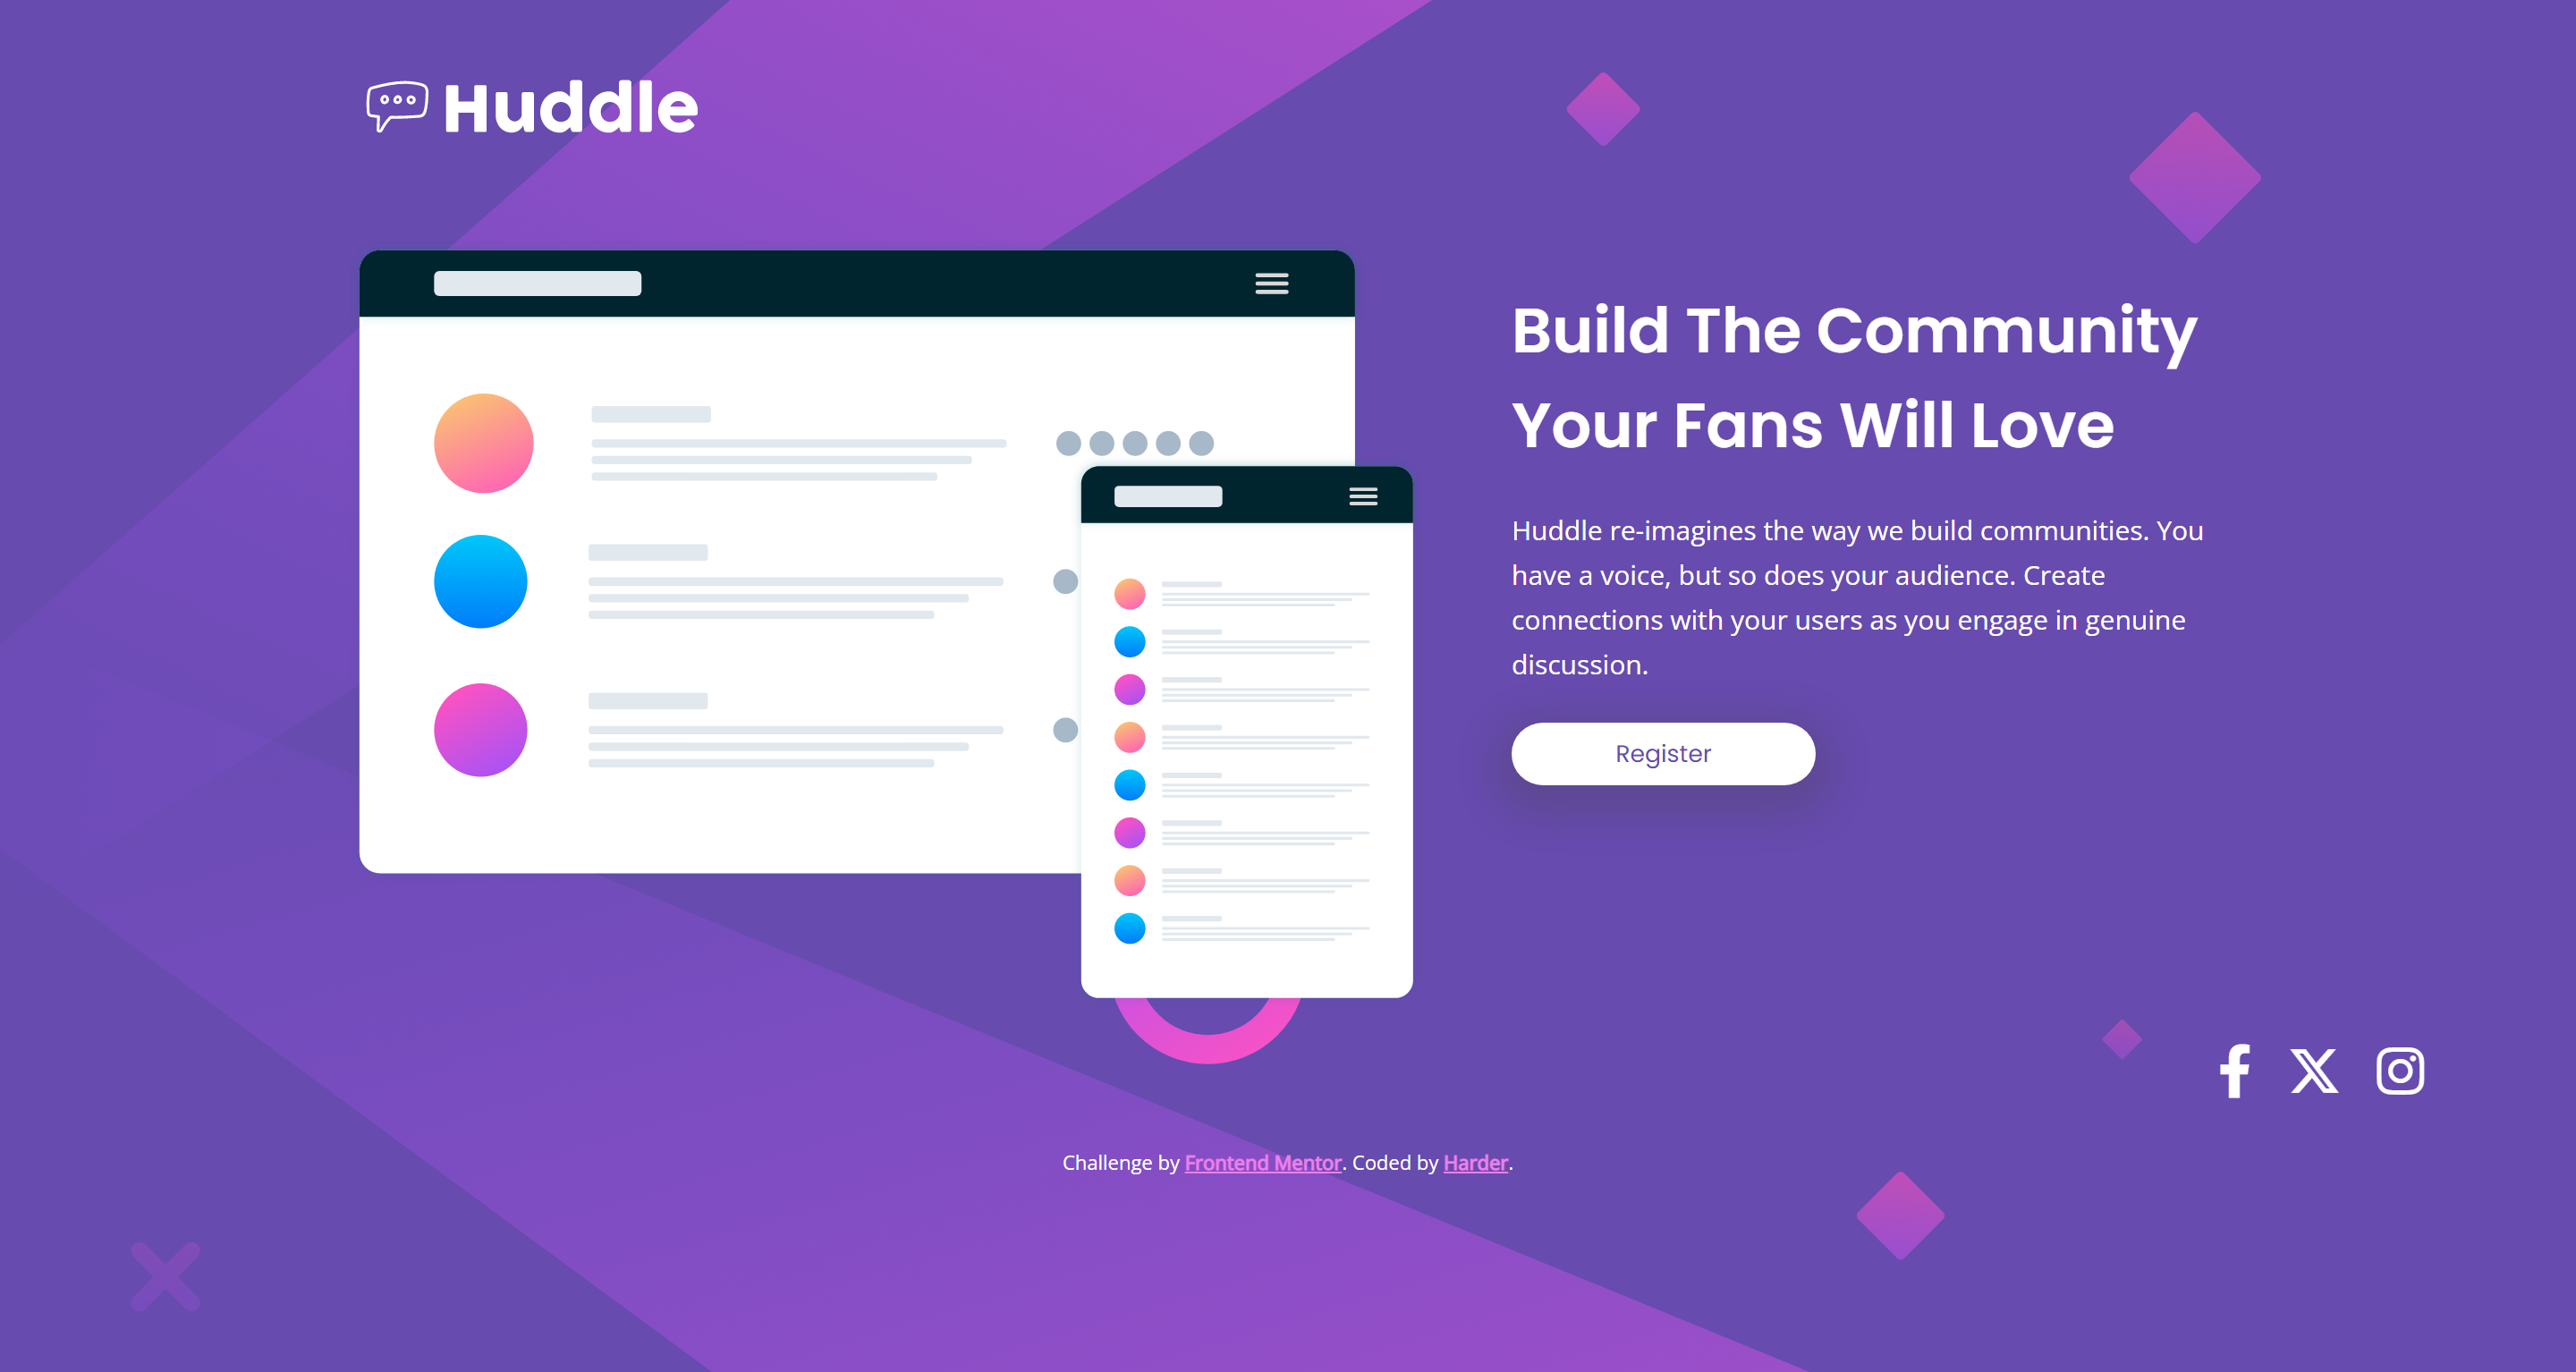 Huddle
Build The Community
Your Fans Will Love
Huddle re-imagines the way we build communities. You
have a voice, but so does your audience. Create
connections with your users as you engage in genuine
discussion.
Register
Challenge by Frontend Mentor. Coded by Harder.